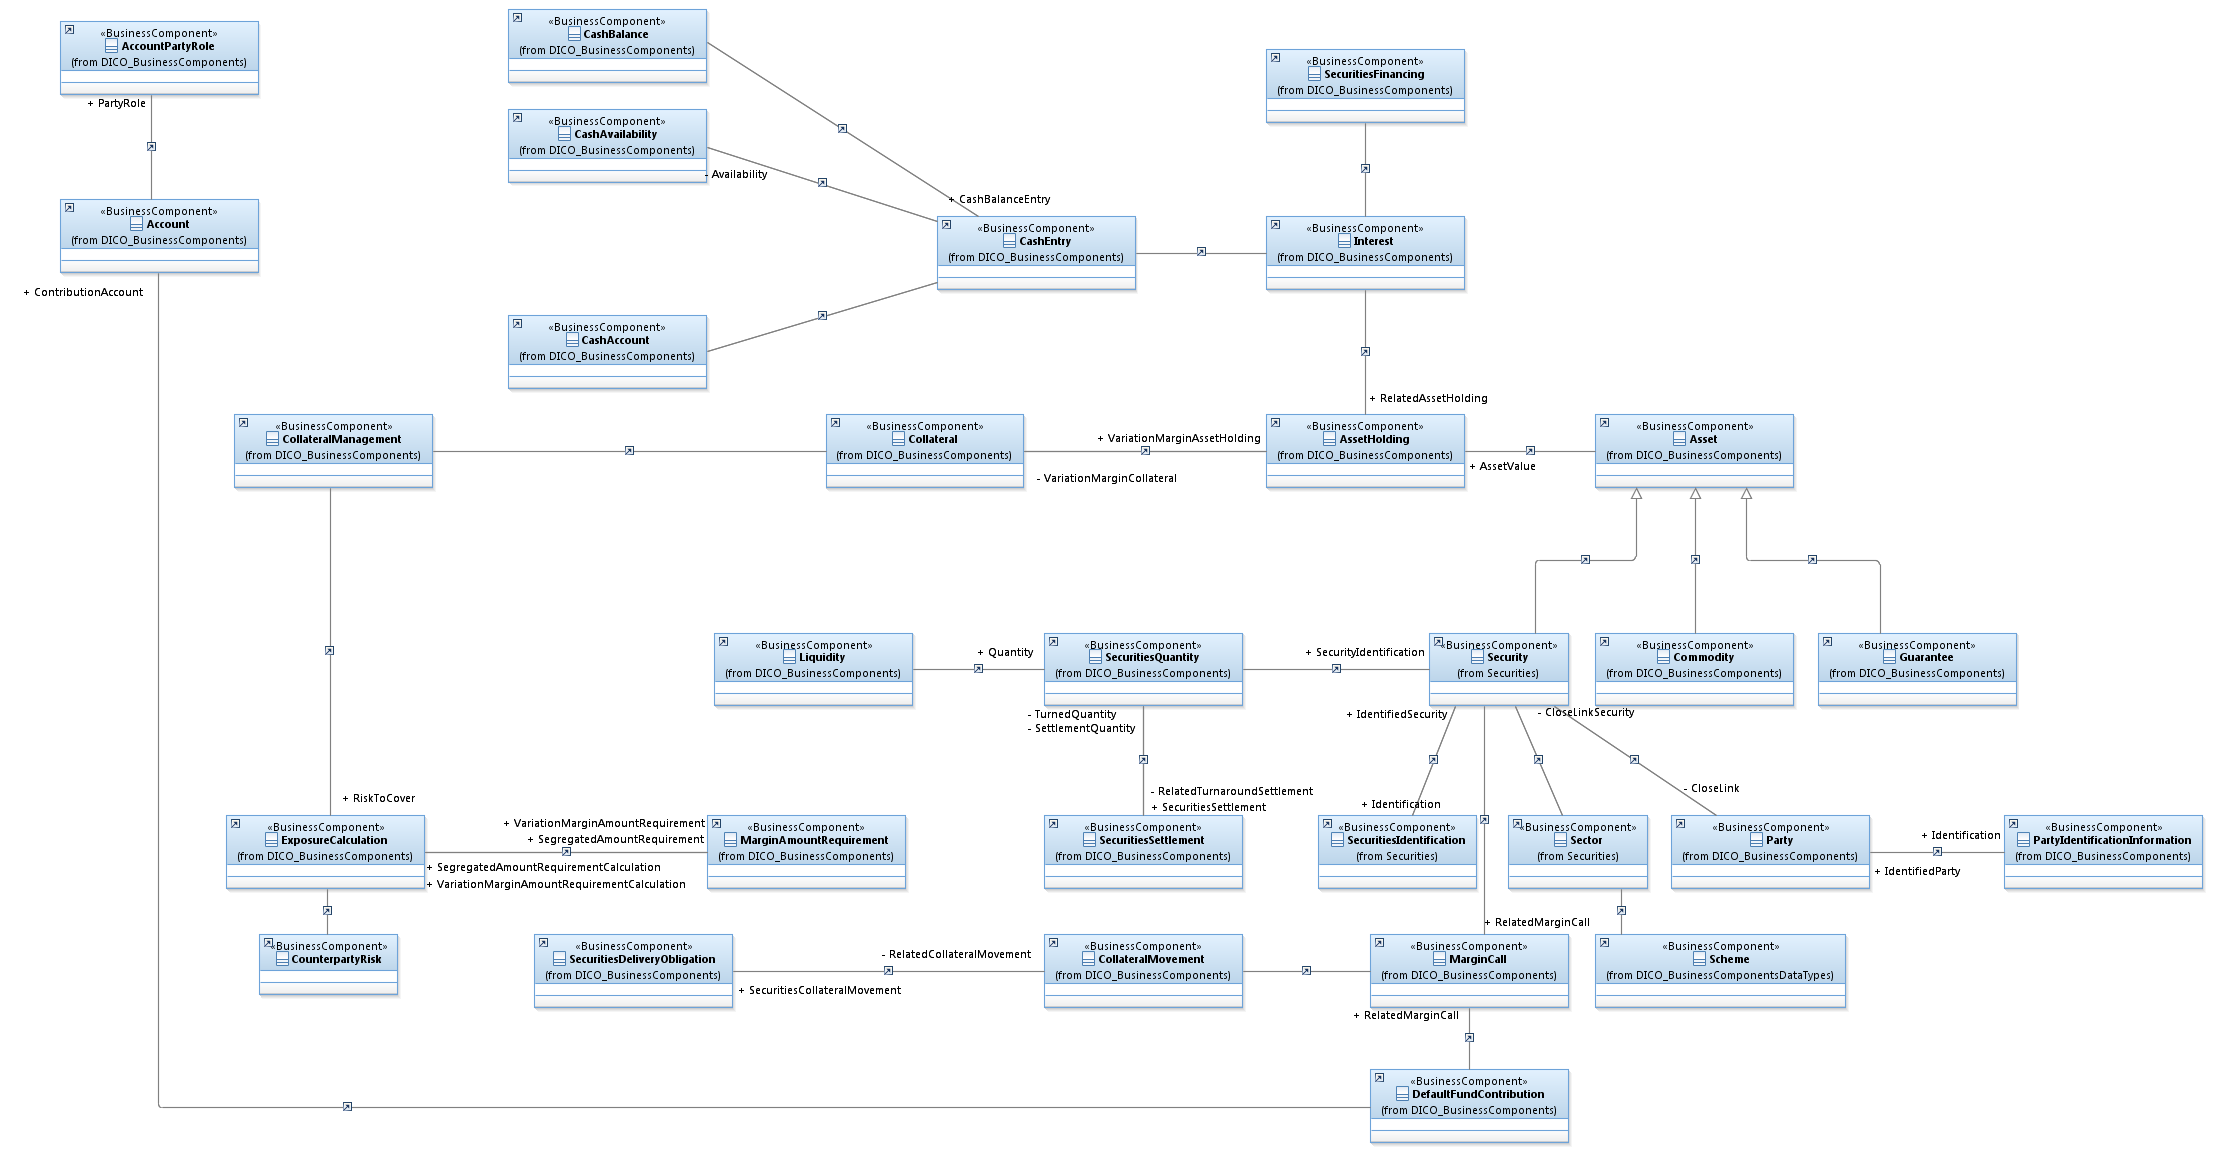 «BusinessComponent»
AccountPartyRole
(from DICO_BusinessComponents)
+ PartyRole
«BusinessComponent»
Account
(from DICO_BusinessComponents)
+ ContributionAccount
«BusinessComponent»
CashBalance
(from DICO_BusinessComponents)
«BusinessComponent»
CashAvailability
(from DICO_BusinessComponents)
- Availability
+ CashBalanceEntry
«BusinessComponent»
CashEntry
(from DICO_BusinessComponents)
«BusinessComponent»
CashAccount
(from DICO_BusinessComponents)
«BusinessComponent»
SecuritiesFinancing
(from DICO_BusinessComponents)
«BusinessComponent»
Interest
(from DICO_BusinessComponents)
+ RelatedAssetHolding
«BusinessComponent»
CollateralManagement
(from DICO_BusinessComponents)
«BusinessComponent»
Collateral
(from DICO_BusinessComponents)
+ VariationMarginAssetHolding
- VariationMarginCollateral
«BusinessComponent»
AssetHolding
(from DICO_BusinessComponents)
+ AssetValue
«BusinessComponent»
Asset
(from DICO_BusinessComponents)
«BusinessComponent»
Liquidity
(from DICO_BusinessComponents)
+ Quantity
«BusinessComponent»
SecuritiesQuantity
(from DICO_BusinessComponents)
- TurnedQuantity
- SettlementQuantity
+ SecurityIdentification
«BusinessComponent»
Security
(from Securities)
+ IdentifiedSecurity
- CloseLinkSecurity
«BusinessComponent»
Commodity
(from DICO_BusinessComponents)
«BusinessComponent»
Guarantee
(from DICO_BusinessComponents)
+ RiskToCover
«BusinessComponent»
ExposureCalculation
(from DICO_BusinessComponents)
+ VariationMarginAmountRequirement
+ SegregatedAmountRequirement
+ SegregatedAmountRequirementCalculation
+ VariationMarginAmountRequirementCalculation
«BusinessComponent»
MarginAmountRequirement
(from DICO_BusinessComponents)
- RelatedTurnaroundSettlement
+ SecuritiesSettlement
«BusinessComponent»
SecuritiesSettlement
(from DICO_BusinessComponents)
+ Identification
«BusinessComponent»
SecuritiesIdentification
(from Securities)
«BusinessComponent»
Sector
(from Securities)
- CloseLink
«BusinessComponent»
Party
(from DICO_BusinessComponents)
+ Identification
+ IdentifiedParty
«BusinessComponent»
PartyIdentificationInformation
(from DICO_BusinessComponents)
«BusinessComponent»
CounterpartyRisk
«BusinessComponent»
SecuritiesDeliveryObligation
(from DICO_BusinessComponents)
- RelatedCollateralMovement
+ SecuritiesCollateralMovement
«BusinessComponent»
CollateralMovement
(from DICO_BusinessComponents)
+ RelatedMarginCall
«BusinessComponent»
MarginCall
(from DICO_BusinessComponents)
+ RelatedMarginCall
«BusinessComponent»
Scheme
(from DICO_BusinessComponentsDataTypes)
«BusinessComponent»
DefaultFundContribution
(from DICO_BusinessComponents)